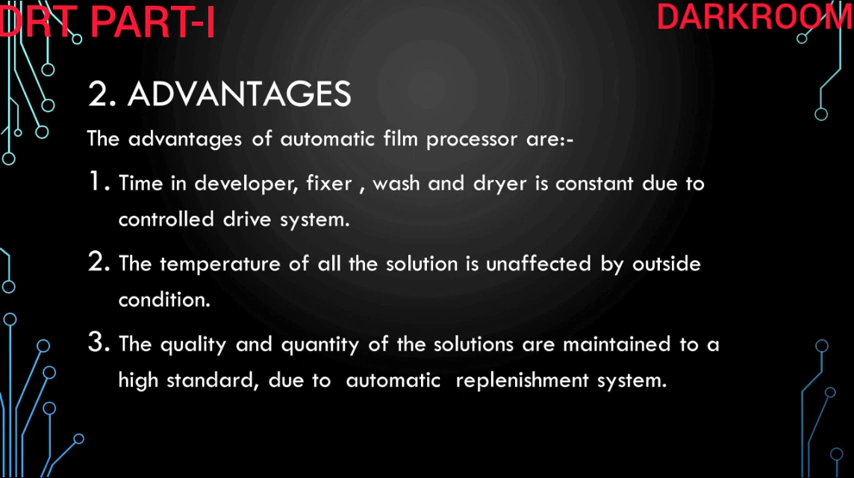 DRT PART-I
DARKROOM
2. ADVANTAGES
The advantages of automatic film processor are:-
1. Time in developer, fixer , wash and dryer is constant due to
controlled drive system.
2. The temperature of all the solution is unaffected by outside
condition.
3. The quality and quantity of the solutions are maintained to a
high standard, due to automatic replenishment system.